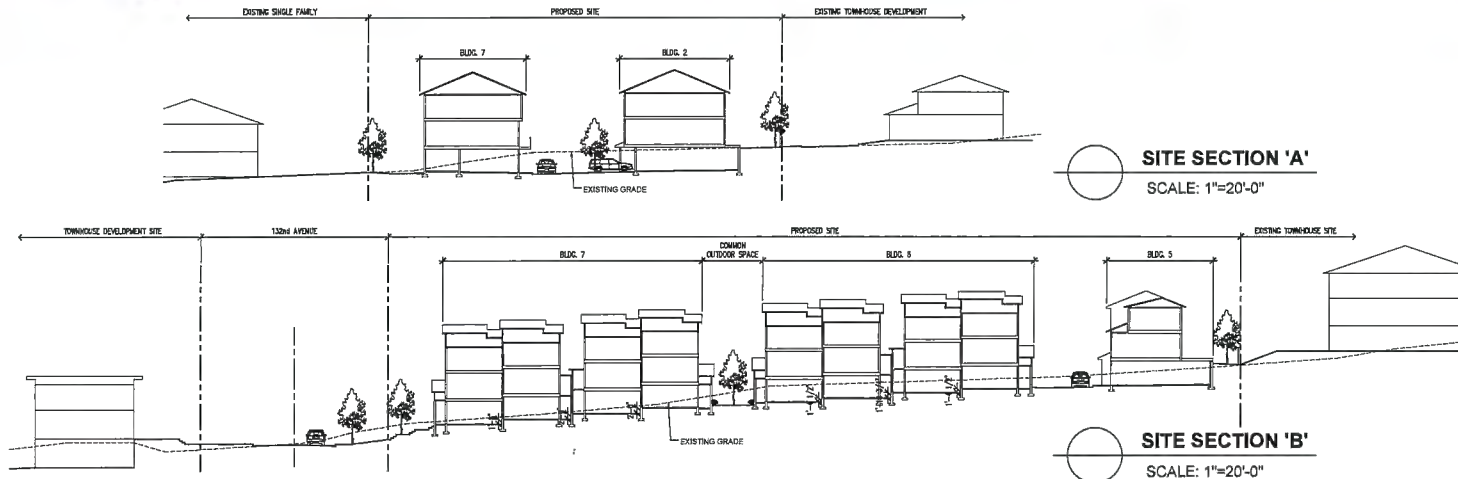 EXISTING SINGLE FAMILY
PROPOSED SITE
EXISTING TOWNHOUSE DEVELOPMENT
BLDG. 7
BLDG. 2
EXISTING GRADE
SITE SECTION 'A'
SCALE: 1"=20'-0"
TOWNHOUSE DEVELOPMENT SITE
132nd AVENUE
PROPOSED SITE
EXISTING TOWNHOUSE SITE
BLDG. 7
COMMON
OUTDOOR SPACE
BLDG. 5
EXISTING GRADE
SITE SECTION 'B'
SCALE: 1"=20'-0"